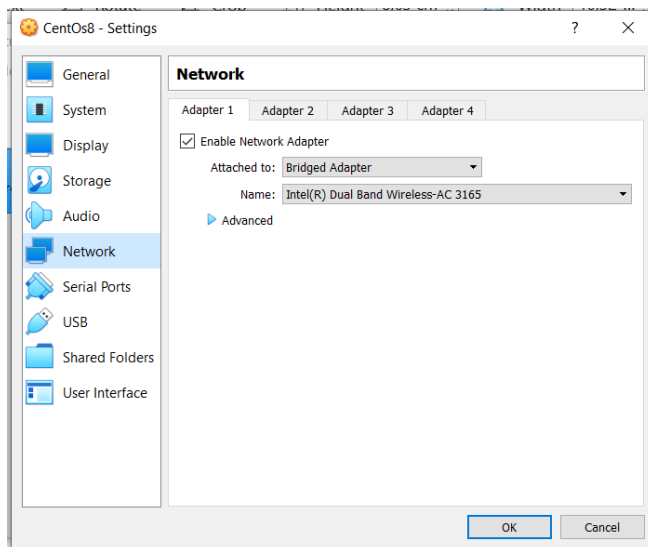 CentOs8 - Settings
? ×
General
System
Display
Storage
Audio
Network
Serial Ports
USB
Shared Folders
User Interface
Network
Adapter 1 Adapter 2 Adapter 3 Adapter 4
Enable Network Adapter
Attached to: Bridged Adapter
Name: Intel(R) Dual Band Wireless-AC 3165
Advanced
OK Cancel